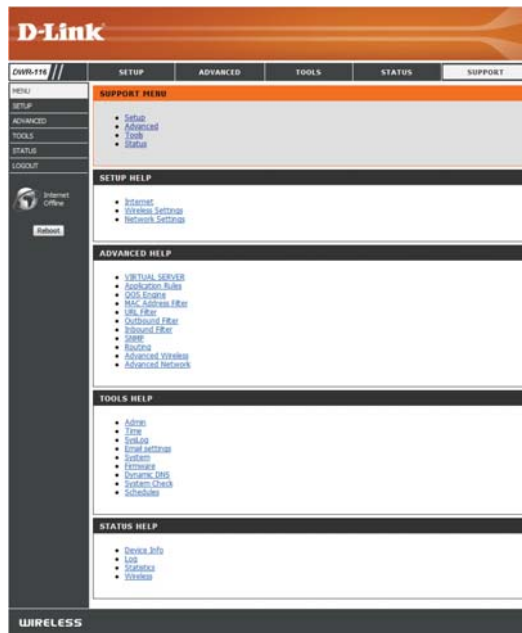 D-Link
DWR-116
SETUP
ADVANCED
TOOLS
STATUS
SUPPORT
MENU
SETUP
ADVANCED
TOOLS
STATUS
LOGOUT
Internet
Offline
Reboot
SUPPORT MENU
Setup
Advanced
Tools
Status
SETUP HELP
Internet
Wireless Settings
Network Settings
ADVANCED HELP
VIRTUAL SERVER
Application Rules
QOS Engine
MAC Address Filter
URL Filter
Outbound Filter
Inbound Filter
SNMP
Routing
Advanced Wireless
Advanced Network
TOOLS HELP
Admin
Time
SysLog
Email settings
System
Firmware
Dynamic DNS
System Check
Schedules
STATUS HELP
Device Info
Log
Statistics
Wireless
WIRELESS